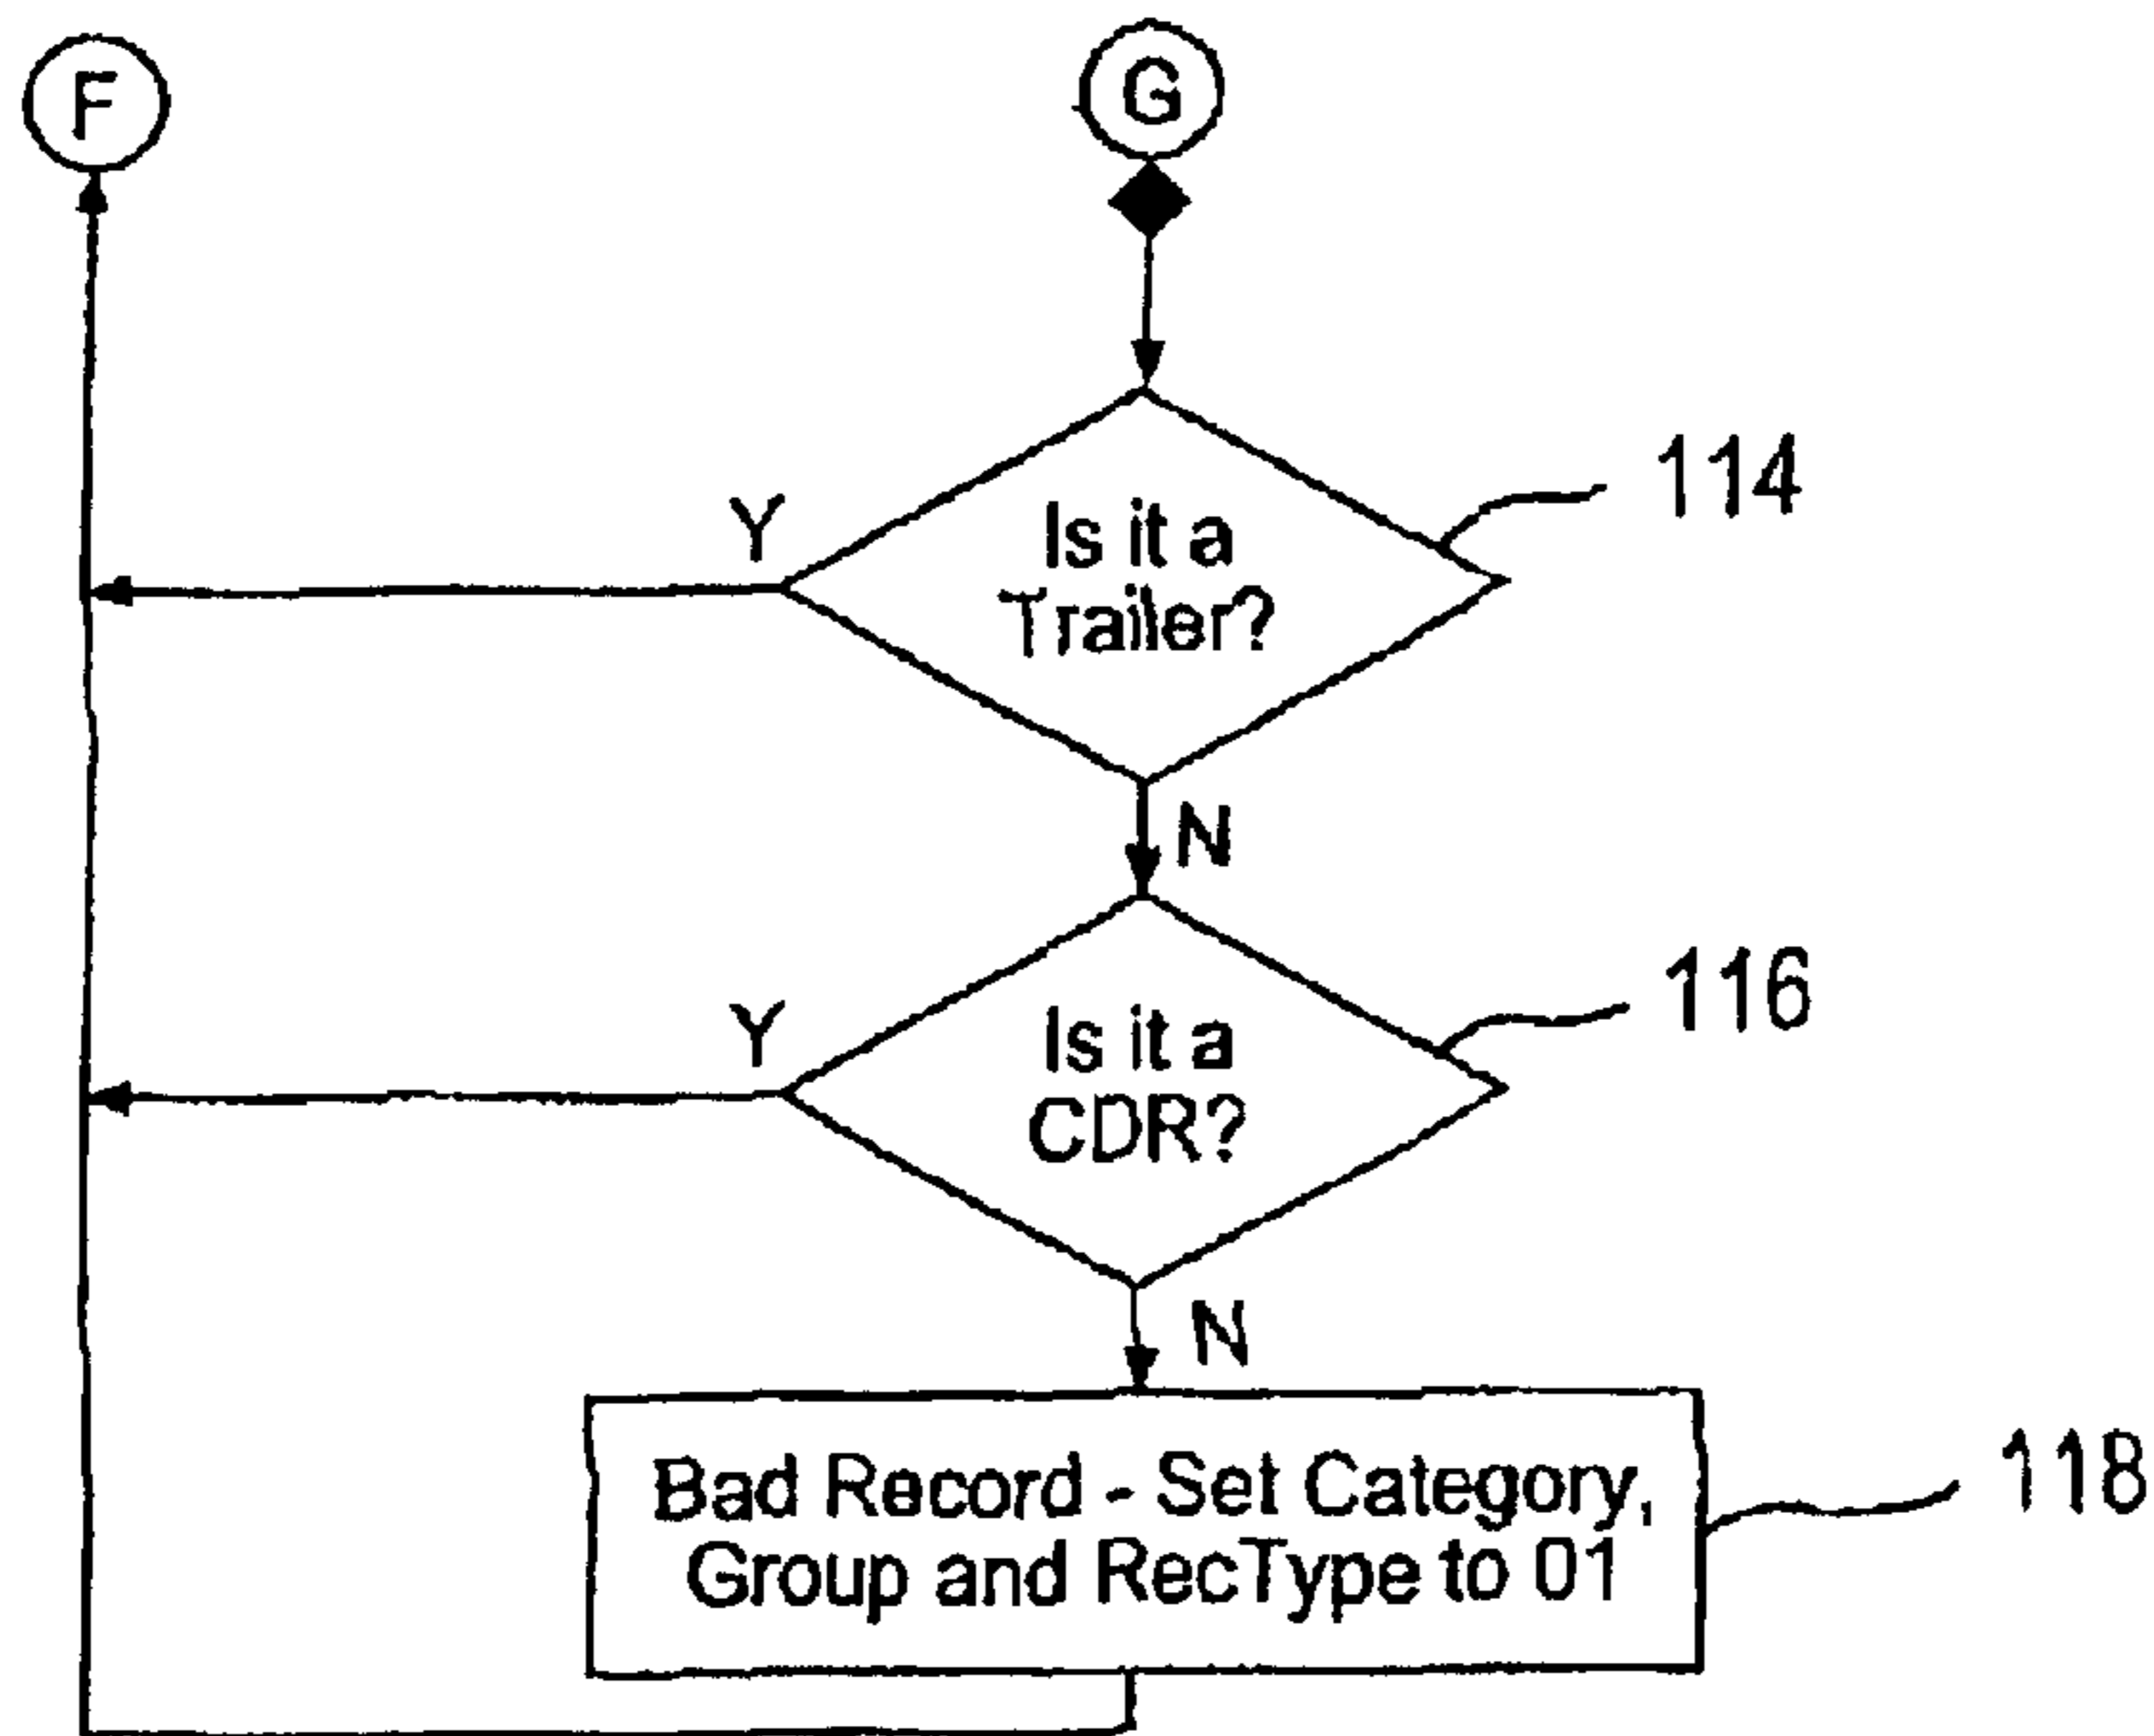 F
G
Is it a
Trailer?
Y
114
N
Is it a
CDR?
Y
116
N
Bad Record - Set Category,
Group and RecType to 01
118